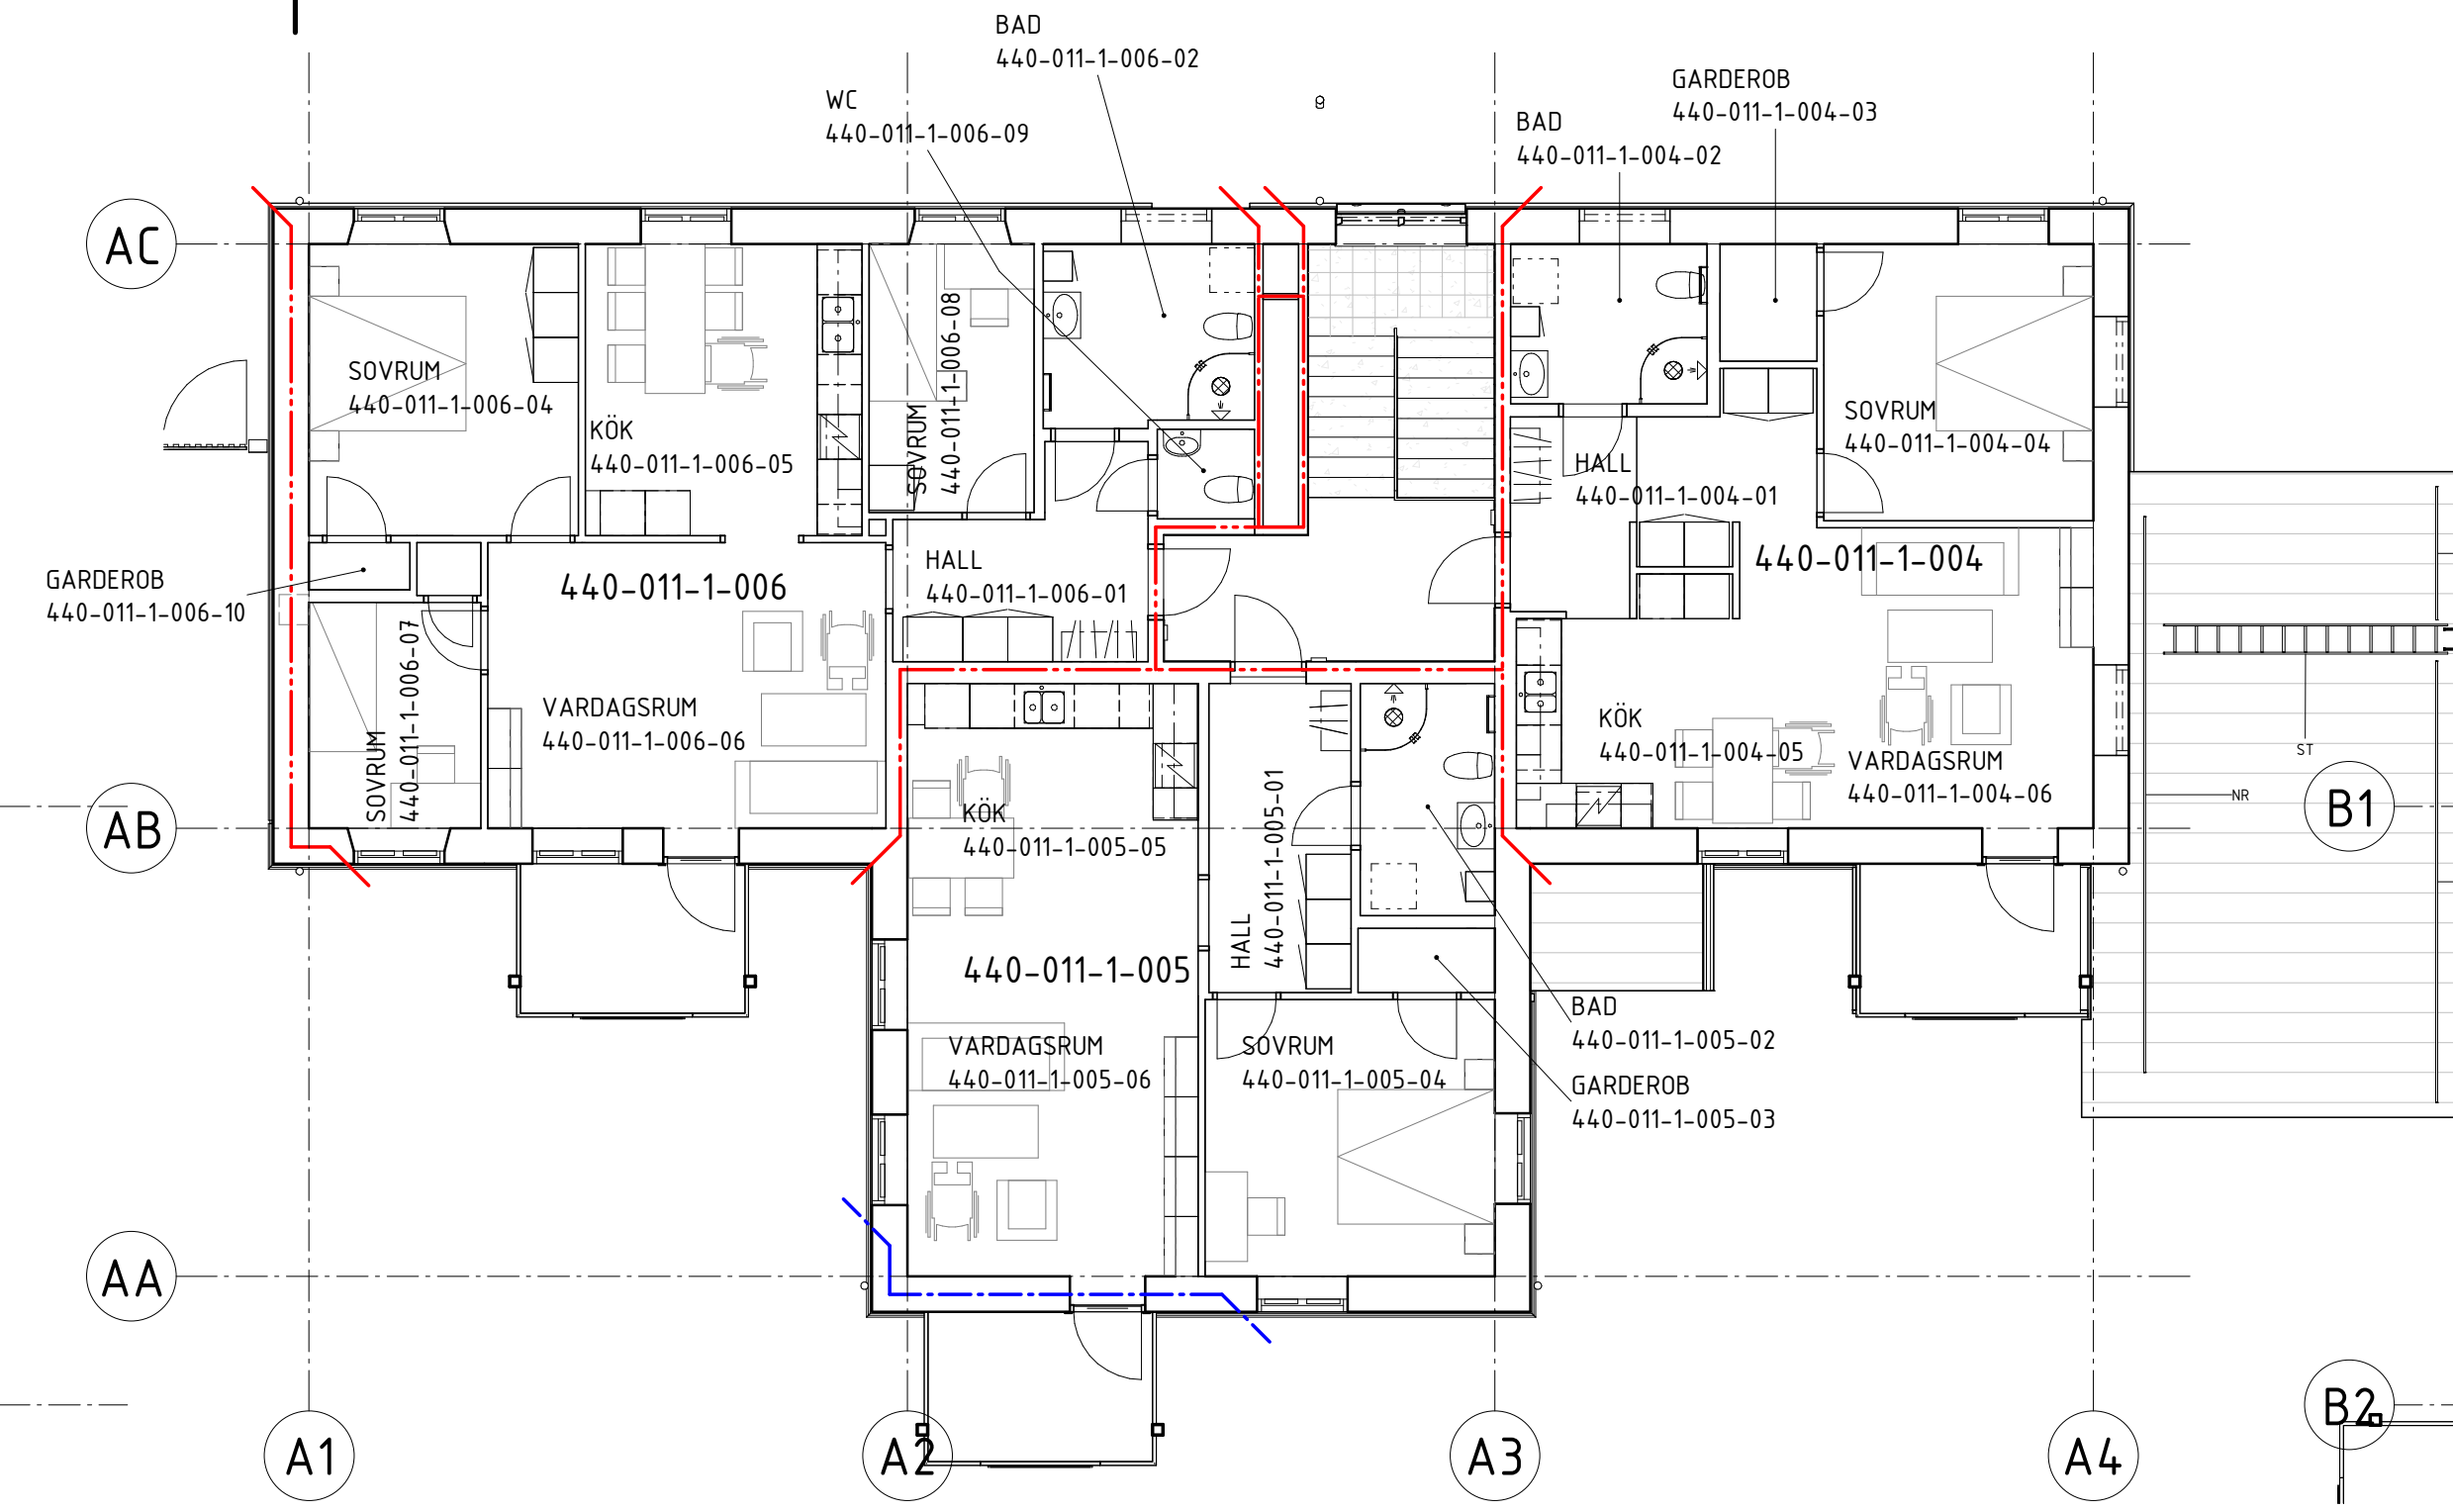 BAD
440-011-1-006-02
WC
440-011-1-006-09
GARDEROB
440-011-1-004-03
BAD
440-011-1-004-02
AC
SOVRUM
440-011-1-006-04
KÖK
440-011-1-006-05
SOVRUM
440-011-1-006-08
SOVRUM
440-011-1-004-04
HALL
440-011-1-004-01
GARDEROB
440-011-1-006-10
440-011-1-006
HALL
440-011-1-006-01
440-011-1-004
SOVRUM
440-011-1-006-07
VARDAGSRUM
440-011-1-006-06
KÖK
440-011-1-004-05
VARDAGSRUM
440-011-1-004-06
ST
NR
AB
B1
KÖK
440-011-1-005-05
HALL
440-011-1-005-01
440-011-1-005
BAD
440-011-1-005-02
VARDAGSRUM
440-011-1-005-06
SOVRUM
440-011-1-005-04
GARDEROB
440-011-1-005-03
AA
B2
A1
A2
A3
A4